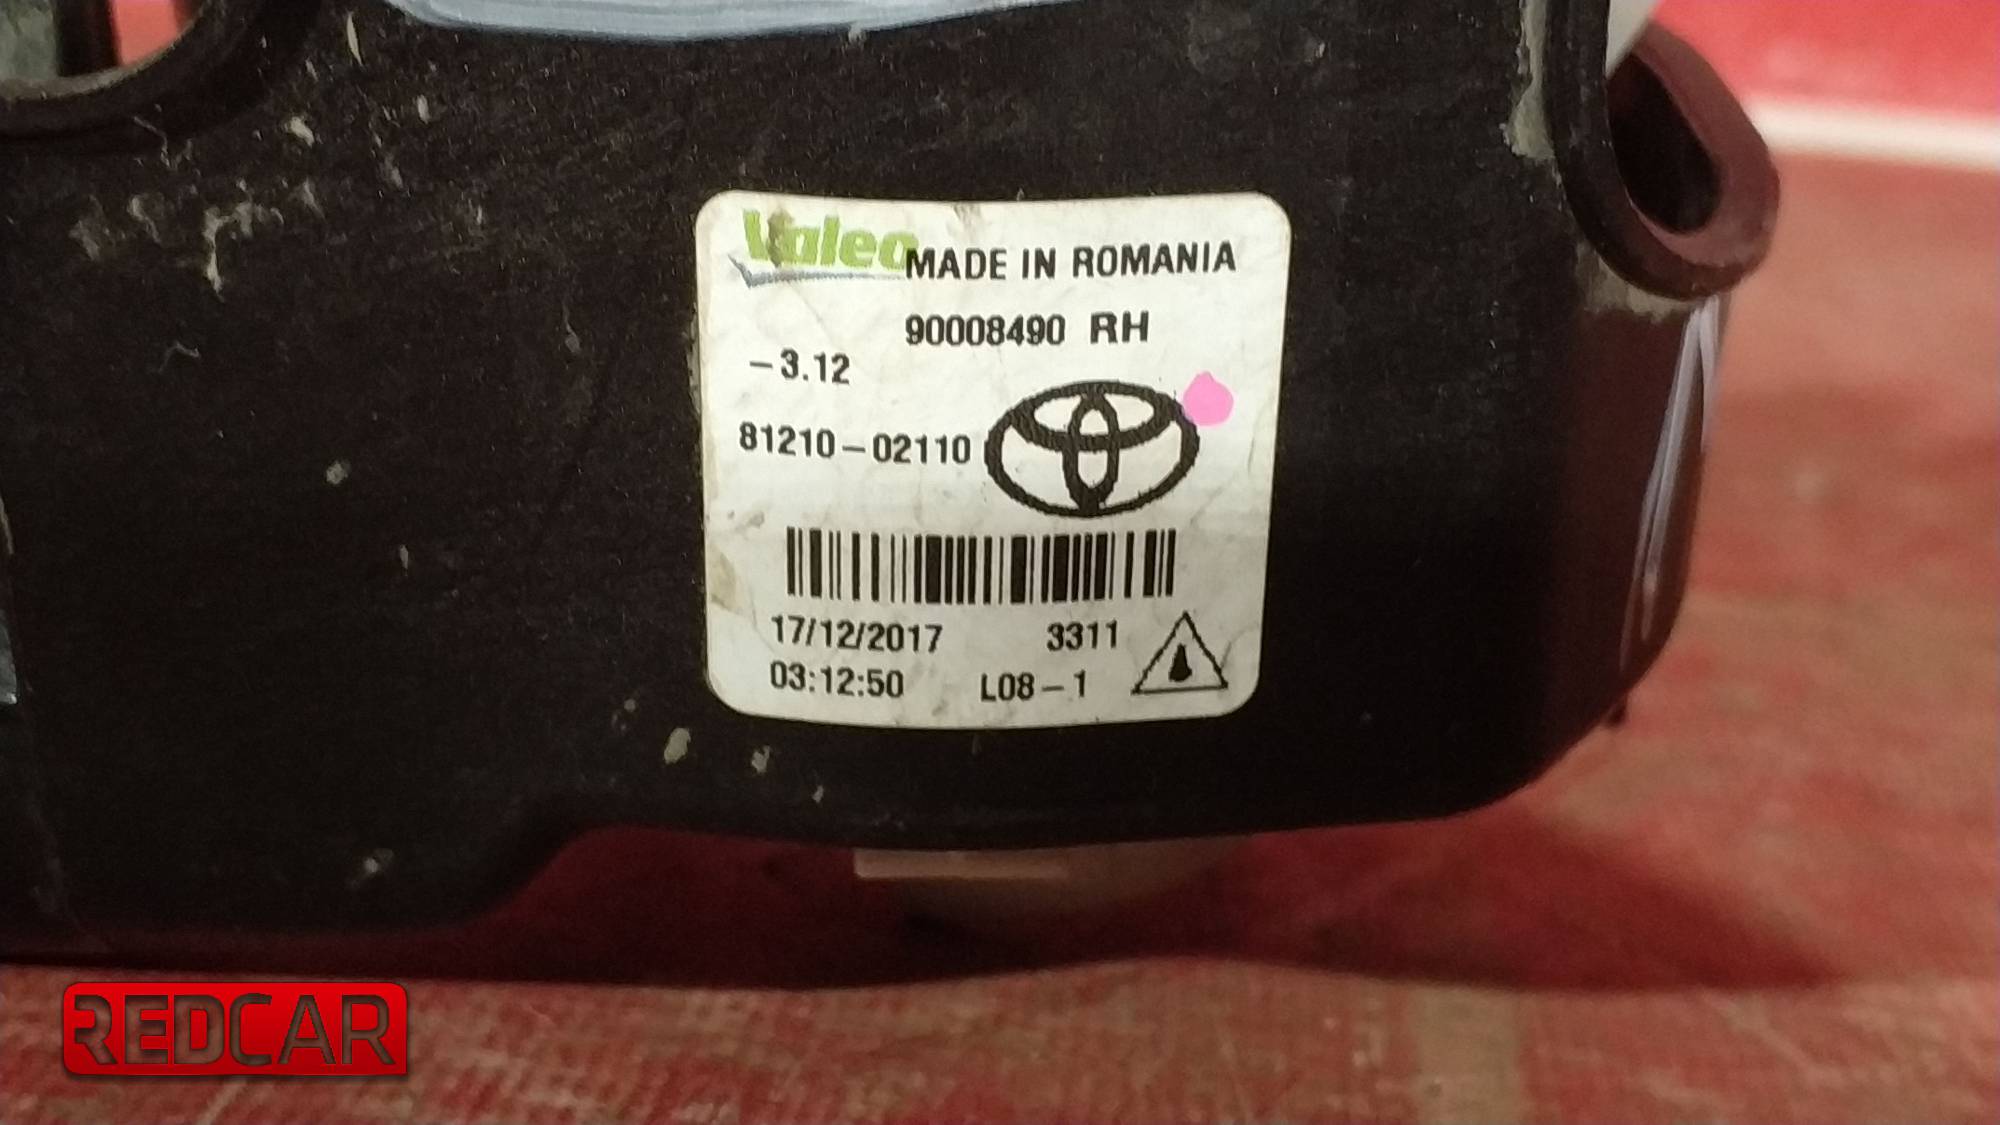 Valeo MADE IN ROMANIA
90008490 RH
-3.12
81210-02110
17/12/2017 3311
03:12:50 L08-1
REDCAR